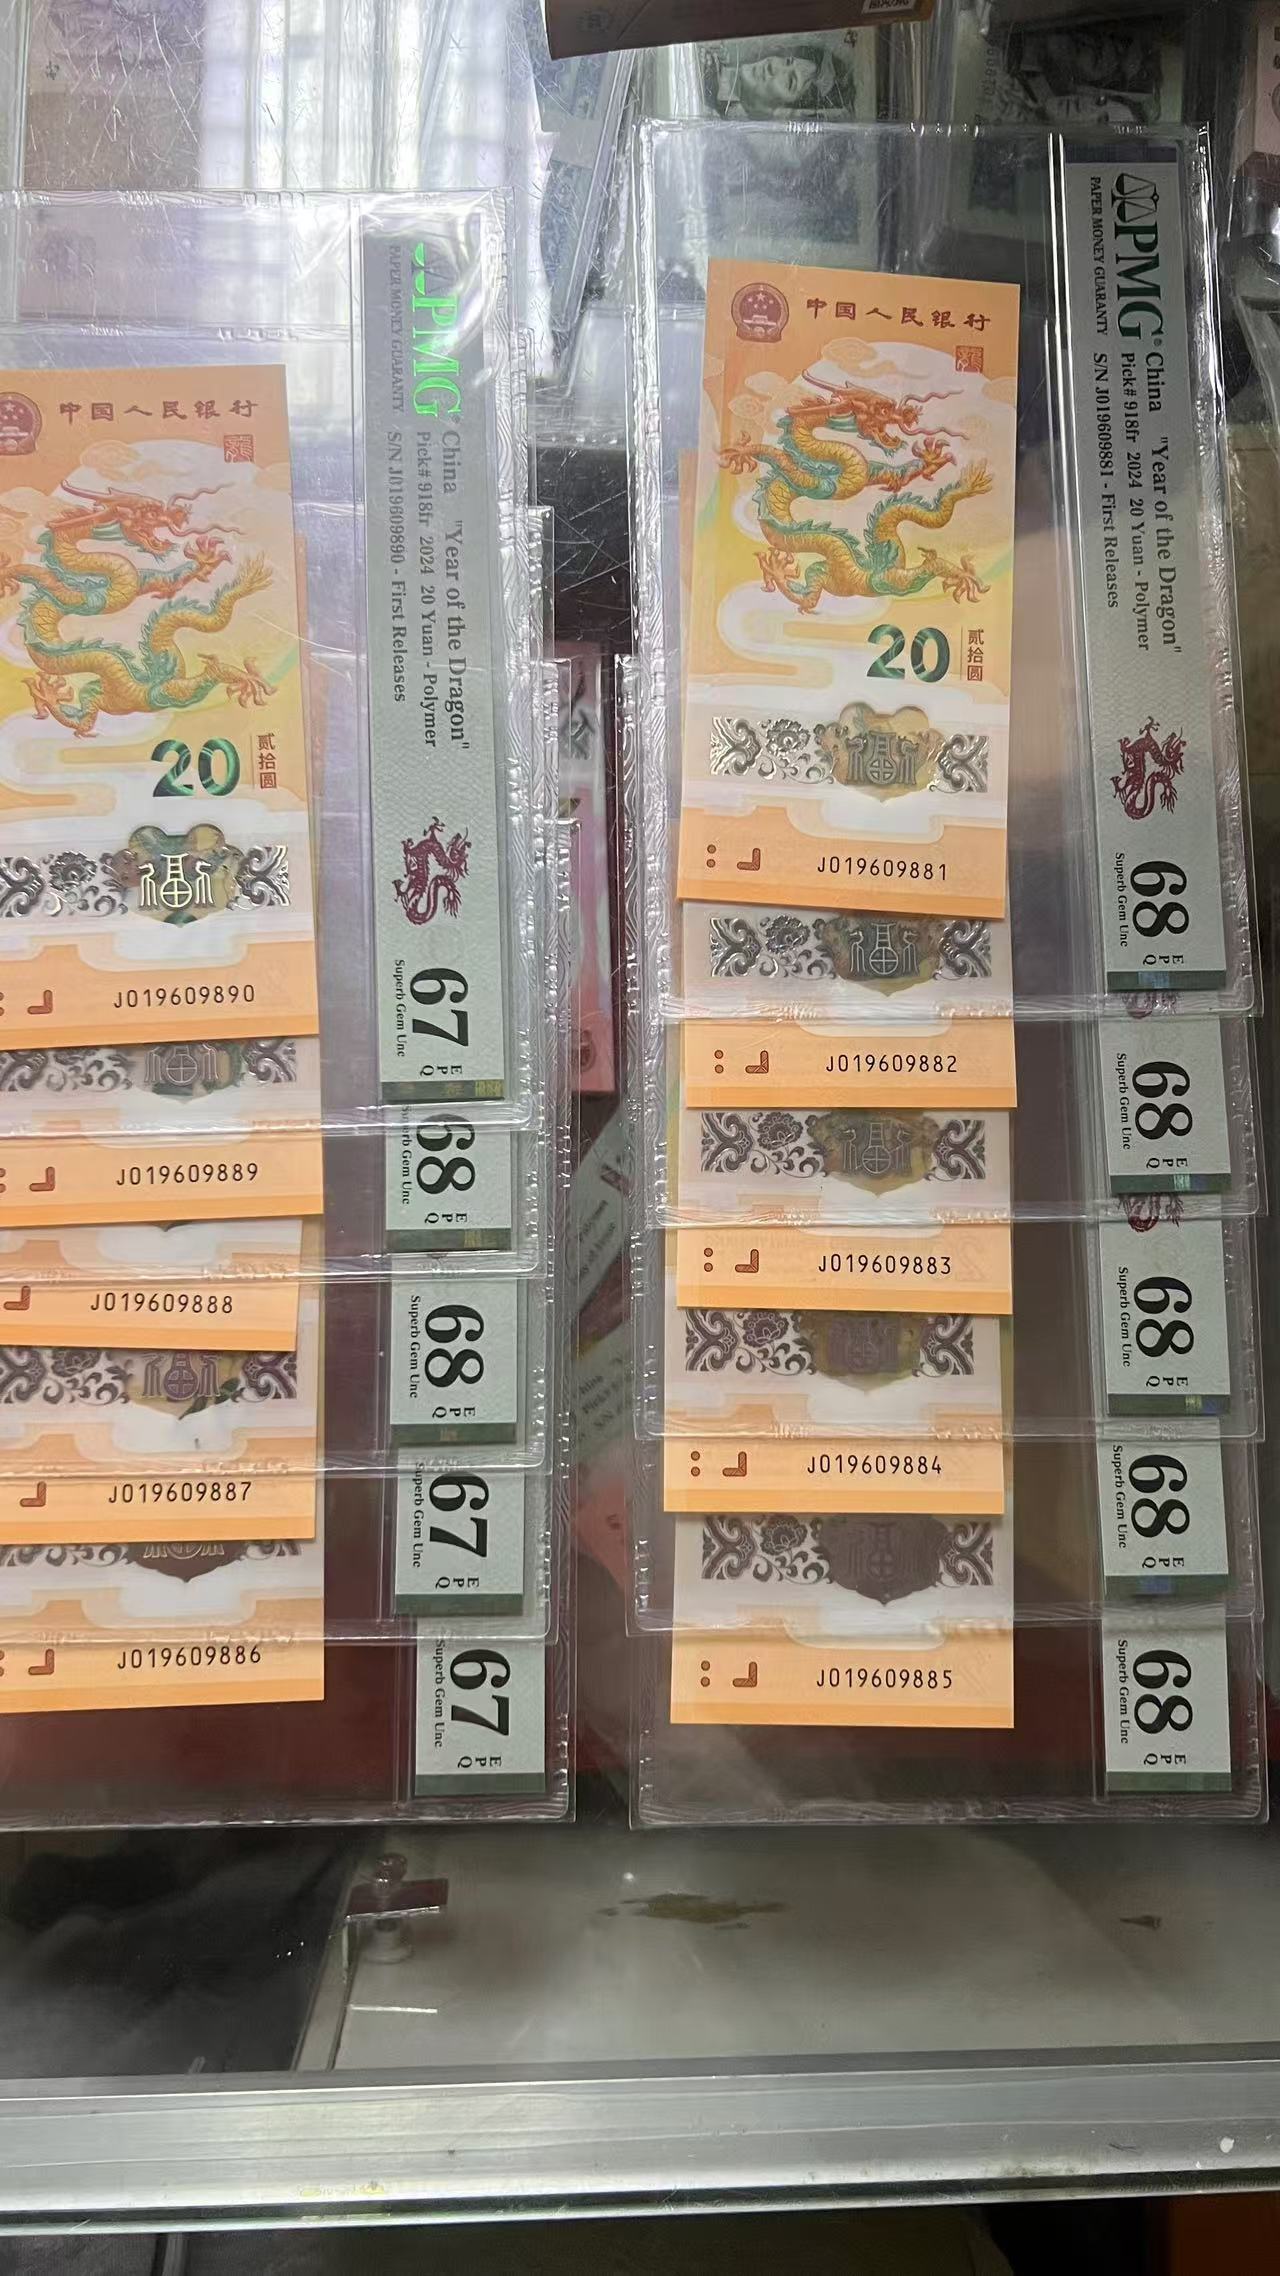 中国人民银行
20
贰拾圆
福
J019609890
PMG
PAPER MONEY GUARANTY
China "Year of the Dragon"
Pick# 918fr 2024 20 Yuan - Polymer
S/N J019609890 - First Releases
67 EPQ
Superb Gem Unc
J019609889
68 EPQ
Superb Gem Unc
J019609888
68 EPQ
Superb Gem Unc
J019609887
67 EPQ
Superb Gem Unc
J019609886
67 EPQ
Superb Gem Unc
中国人民银行
20
贰拾圆
福
J019609881
PMG
PAPER MONEY GUARANTY
China "Year of the Dragon"
Pick# 918fr 2024 20 Yuan - Polymer
S/N J019609881 - First Releases
68 EPQ
Superb Gem Unc
福
J019609882
68 EPQ
Superb Gem Unc
福
J019609883
68 EPQ
Superb Gem Unc
J019609884
68 EPQ
Superb Gem Unc
福
J019609885
68 EPQ
Superb Gem Unc